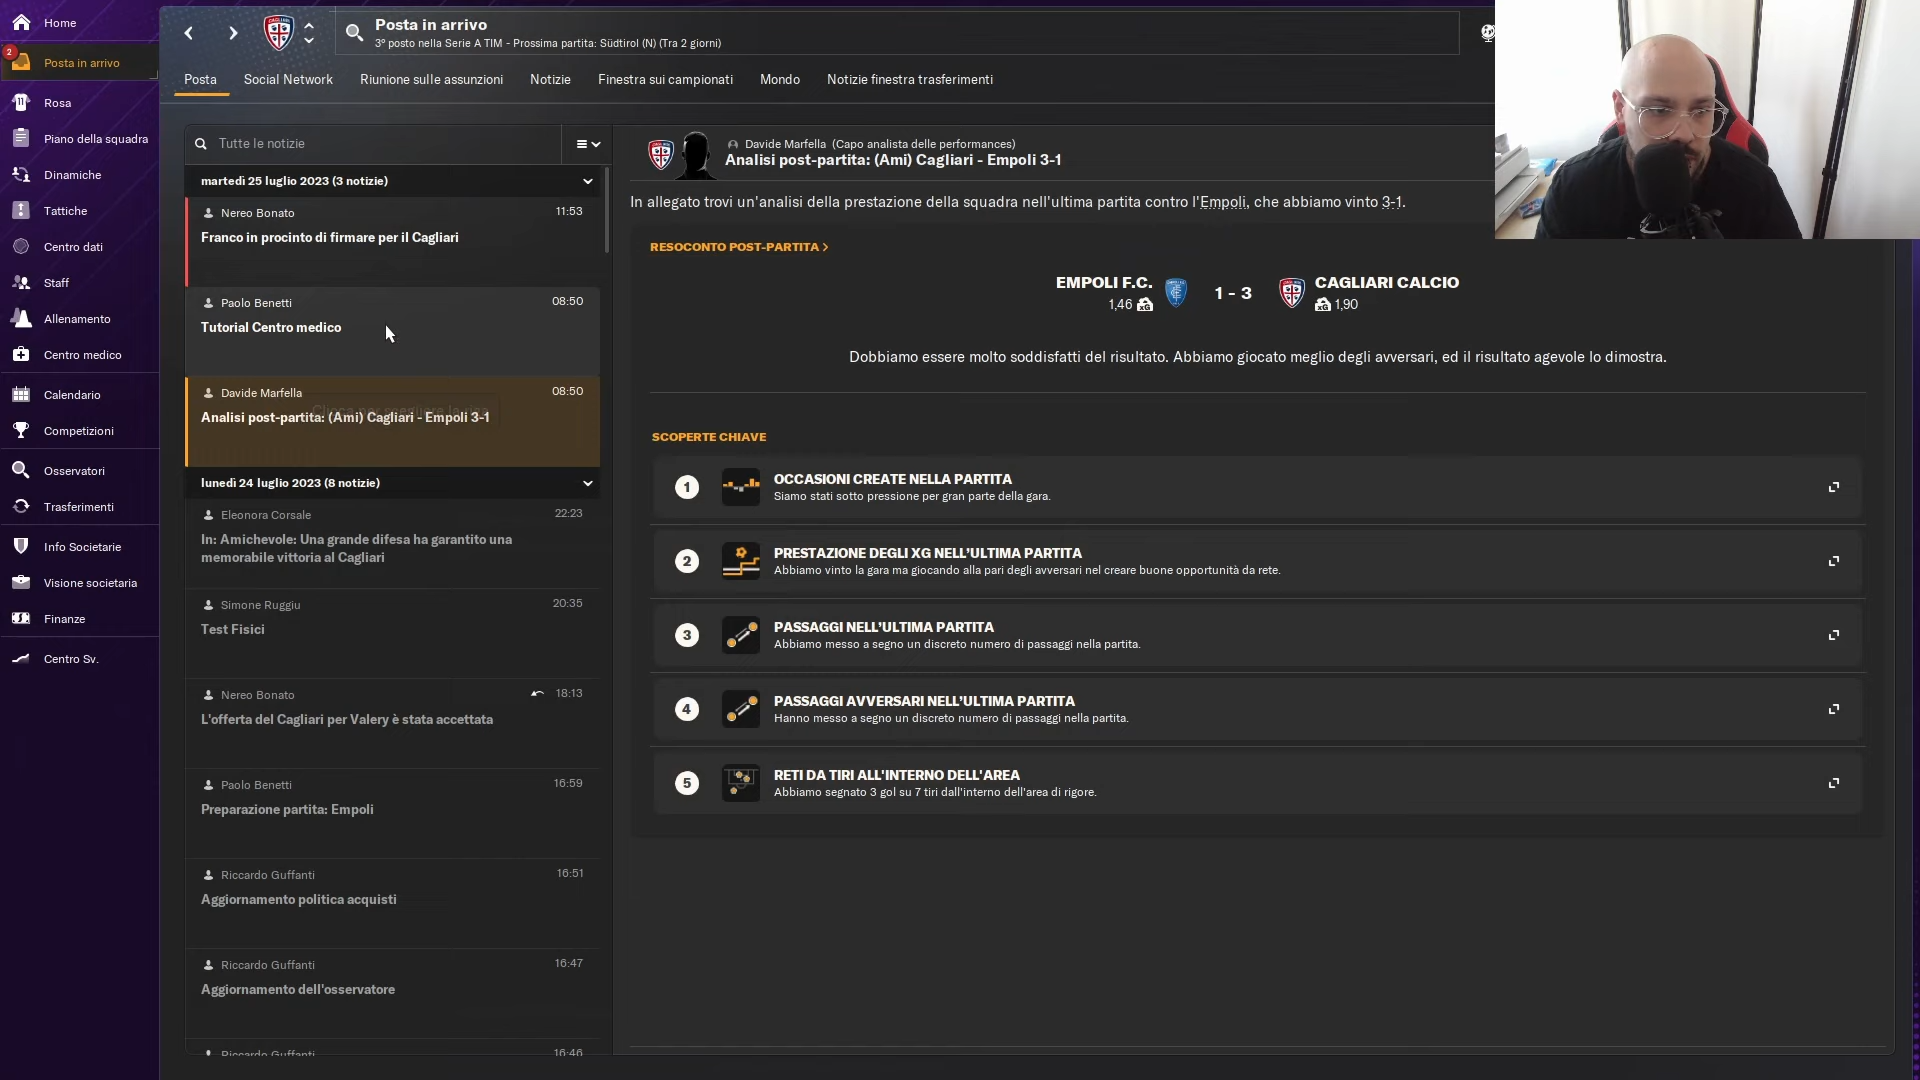 Home
2
Posta in arrivo
Rosa
Piano della squadra
Dinamiche
Tattiche
Centro dati
Staff
Allenamento
Centro medico
Calendario
Competizioni
Osservatori
Trasferimenti
Info Societarie
Visione societaria
Finanze
Centro Sv.
Posta in arrivo
3° posto nella Serie A TIM - Prossima partita: Südtirol (N) (Tra 2 giorni)
Posta
Social Network
Riunione sulle assunzioni
Notizie
Finestra sui campionati
Mondo
Notizie finestra trasferimenti
Tutte le notizie
martedì 25 luglio 2023 (3 notizie)
Nereo Bonato 11:53
Franco in procinto di firmare per il Cagliari
Paolo Benetti 08:50
Tutorial Centro medico
Davide Marfella 08:50
Analisi post-partita: (Ami) Cagliari - Empoli 3-1
lunedì 24 luglio 2023 (8 notizie)
Eleonora Corsale 22:23
In: Amichevole: Una grande difesa ha garantito una
memorabile vittoria al Cagliari
Simone Ruggiu 20:35
Test Fisici
Nereo Bonato 18:13
L'offerta del Cagliari per Valery è stata accettata
Paolo Benetti 16:59
Preparazione partita: Empoli
Riccardo Guffanti 16:51
Aggiornamento politica acquisti
Riccardo Guffanti 16:47
Aggiornamento dell'osservatore
Riccardo Guffanti 16:46
Davide Marfella (Capo analista delle performances)
Analisi post-partita: (Ami) Cagliari - Empoli 3-1
In allegato trovi un'analisi della prestazione della squadra nell'ultima partita contro l'Empoli, che abbiamo vinto 3-1.
RESOCONTO POST-PARTITA >
EMPOLI F.C. 1 - 3 CAGLIARI CALCIO
1,46 xG xG 1,90
Dobbiamo essere molto soddisfatti del risultato. Abbiamo giocato meglio degli avversari, ed il risultato agevole lo dimostra.
SCOPERTE CHIAVE
1 OCCASIONI CREATE NELLA PARTITA
Siamo stati sotto pressione per gran parte della gara.
2 PRESTAZIONE DEGLI XG NELL'ULTIMA PARTITA
Abbiamo vinto la gara ma giocando alla pari degli avversari nel creare buone opportunità da rete.
3 PASSAGGI NELL'ULTIMA PARTITA
Abbiamo messo a segno un discreto numero di passaggi nella partita.
4 PASSAGGI AVVERSARI NELL'ULTIMA PARTITA
Hanno messo a segno un discreto numero di passaggi nella partita.
5 RETI DA TIRI ALL'INTERNO DELL'AREA
Abbiamo segnato 3 gol su 7 tiri dall'interno dell'area di rigore.